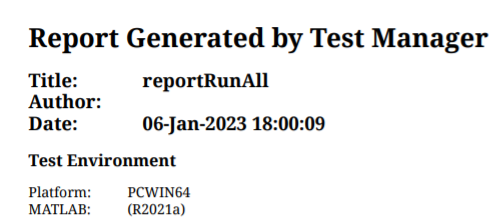 Report Generated by Test Manager
Title: reportRunAll
Author:
Date: 06-Jan-2023 18:00:09
Test Environment
Platform: PCWIN64
MATLAB: (R2021a)